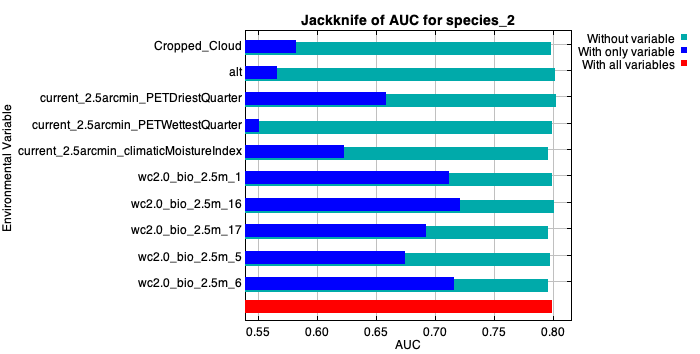 Jackknife of AUC for species_2
Without variable
With only variable
With all variables
Environmental Variable
Cropped_Cloud
alt
current_2.5arcmin_PETDriestQuarter
current_2.5arcmin_PETWettestQuarter
current_2.5arcmin_climaticMoistureIndex
wc2.0_bio_2.5m_1
wc2.0_bio_2.5m_16
wc2.0_bio_2.5m_17
wc2.0_bio_2.5m_5
wc2.0_bio_2.5m_6
0.55 0.60 0.65 0.70 0.75 0.80
AUC